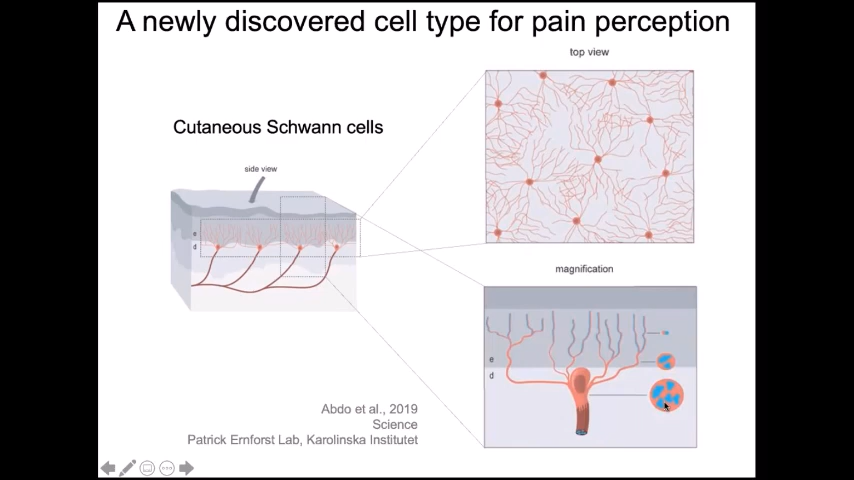 A newly discovered cell type for pain perception
top view
Cutaneous Schwann cells
side view
e
d
magnification
e
d
Abdo et al., 2019
Science
Patrick Ernforst Lab, Karolinska Institutet